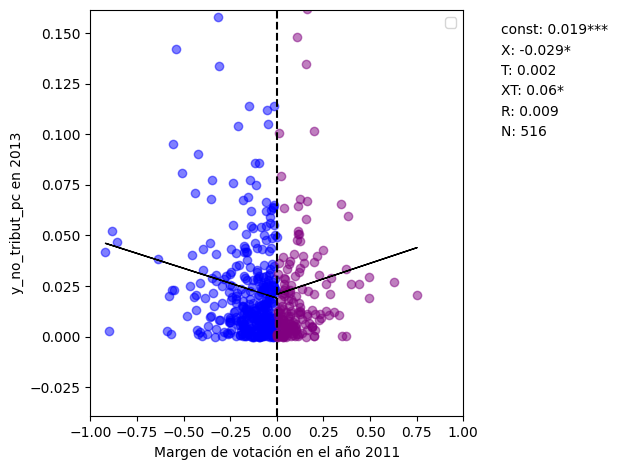 0.150
0.125
0.100
0.075
0.050
0.025
0.000
−0.025
y_no_tribut_pc en 2013
−1.00 −0.75 −0.50 −0.25 0.00 0.25 0.50 0.75 1.00
Margen de votación en el año 2011
const: 0.019***
X: -0.029*
T: 0.002
XT: 0.06*
R: 0.009
N: 516